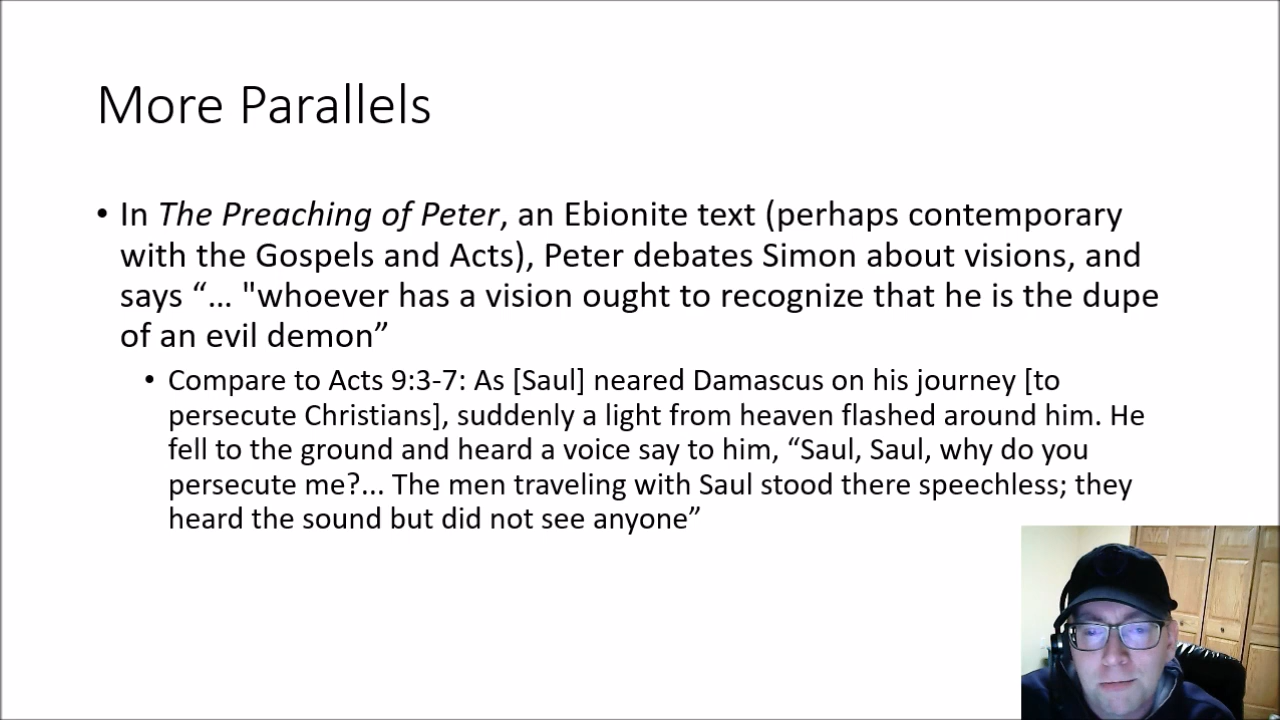 More Parallels
• In The Preaching of Peter, an Ebionite text (perhaps contemporary
with the Gospels and Acts), Peter debates Simon about visions, and
says “… "whoever has a vision ought to recognize that he is the dupe
of an evil demon”
• Compare to Acts 9:3-7: As [Saul] neared Damascus on his journey [to
persecute Christians], suddenly a light from heaven flashed around him. He
fell to the ground and heard a voice say to him, “Saul, Saul, why do you
persecute me?... The men traveling with Saul stood there speechless; they
heard the sound but did not see anyone”